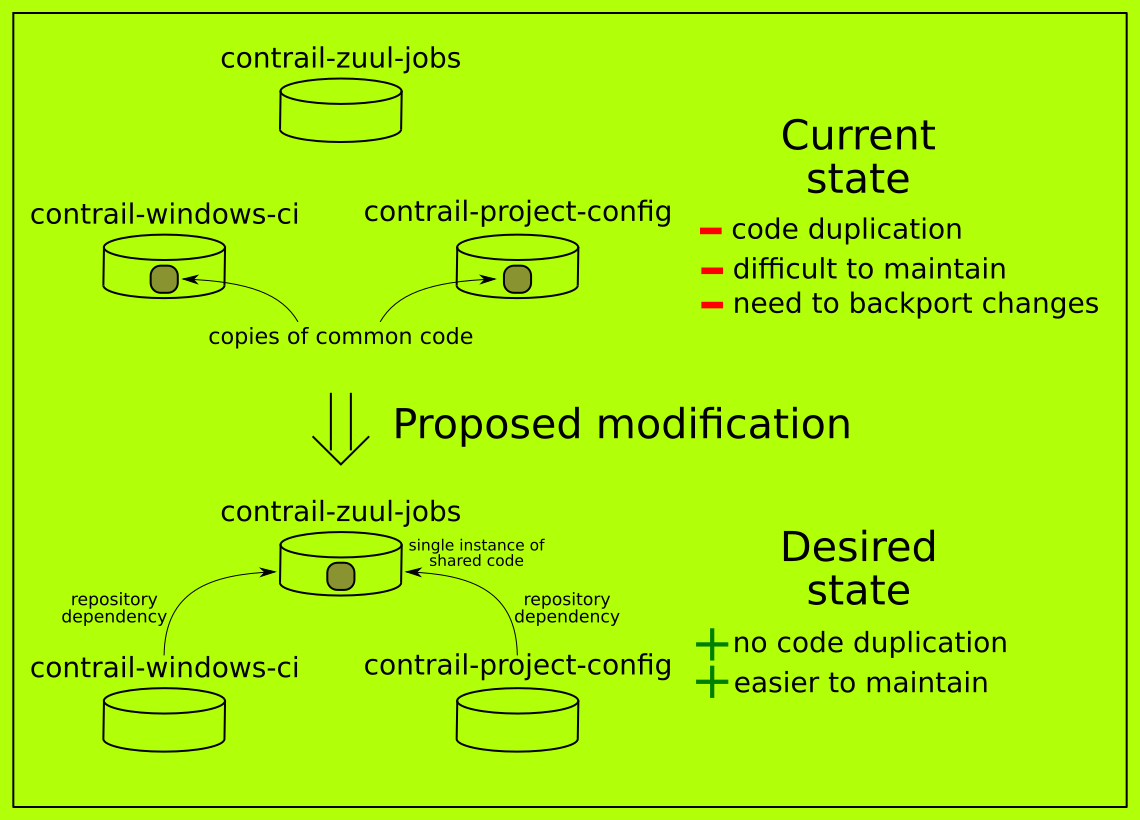 contrail-zuul-jobs
contrail-windows-ci
contrail-project-config
copies of common code
Current
state
code duplication
difficult to maintain
need to backport changes
Proposed modification
contrail-zuul-jobs
single instance of
shared code
repository
dependency
repository
dependency
contrail-windows-ci
contrail-project-config
Desired
state
no code duplication
easier to maintain